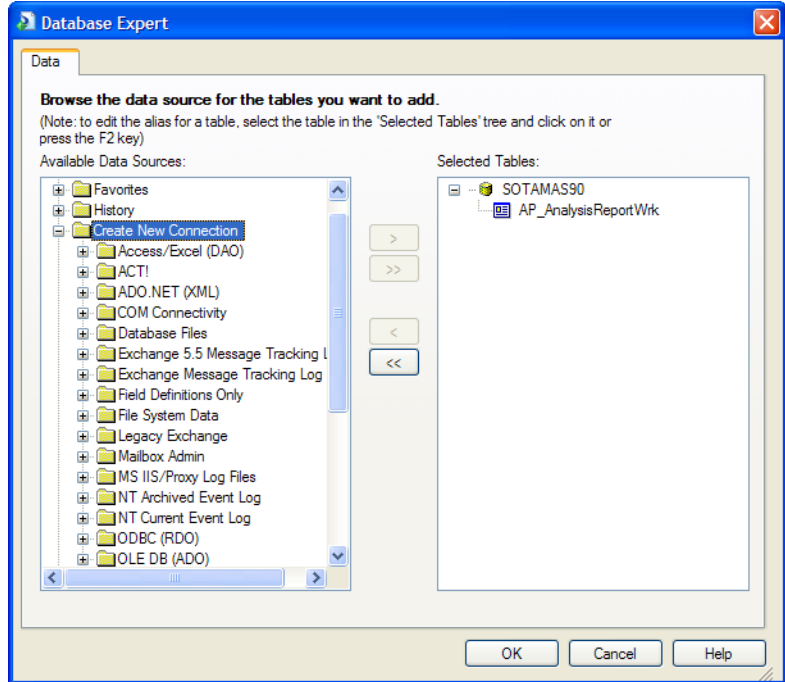 Database Expert
Data
Browse the data source for the tables you want to add.
(Note: to edit the alias for a table, select the table in the 'Selected Tables' tree and click on it or
press the F2 key)
Available Data Sources:
Favorites
History
Create New Connection
Access/Excel (DAO)
ACT!
ADO.NET (XML)
COM Connectivity
Database Files
Exchange 5.5 Message Tracking L
Exchange Message Tracking Log
Field Definitions Only
File System Data
Legacy Exchange
Mailbox Admin
MS IIS/Proxy Log Files
NT Archived Event Log
NT Current Event Log
ODBC (RDO)
OLE DB (ADO)
>
>>
<
<<
Selected Tables:
SOTAMAS90
AP_AnalysisReportWrk
OK Cancel Help